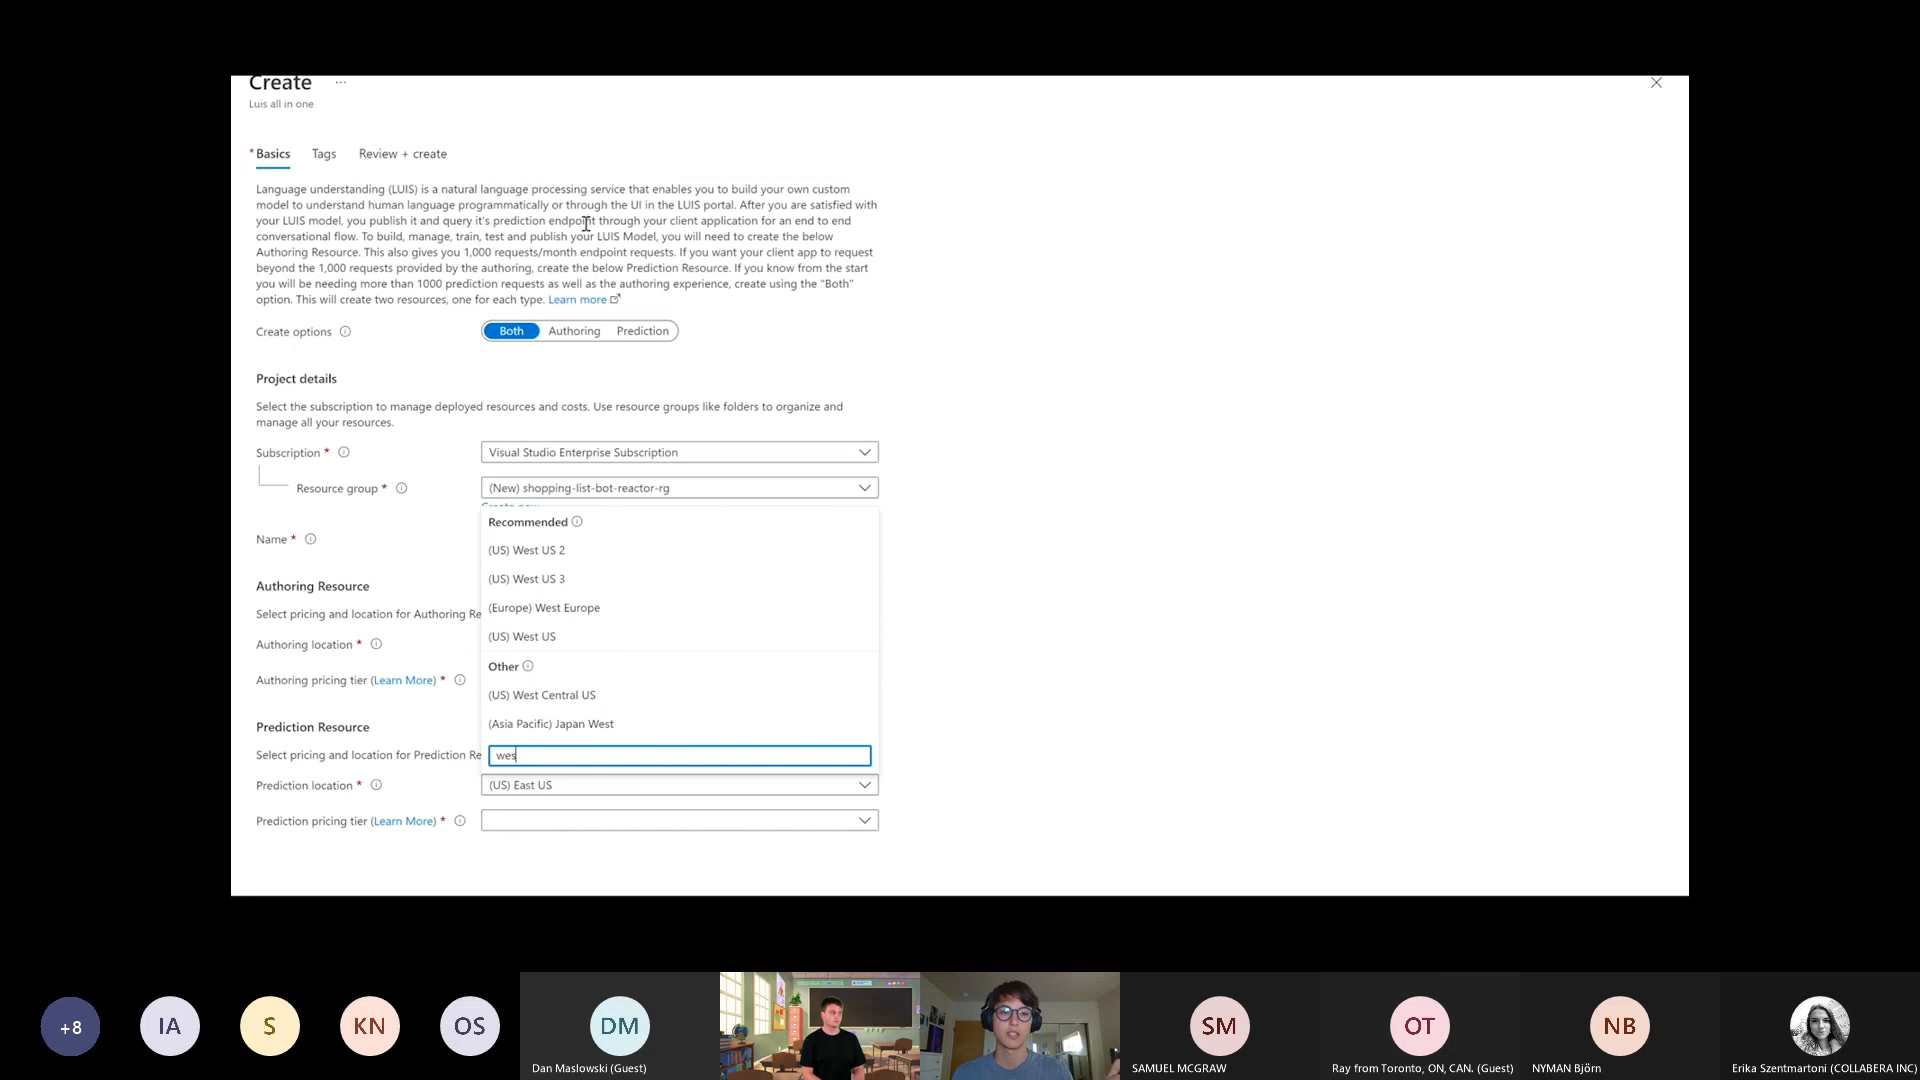 Create ...
Luis all in one
* Basics Tags Review + create
Language understanding (LUIS) is a natural language processing service that enables you to build your own custom
model to understand human language programmatically or through the UI in the LUIS portal. After you are satisfied with
your LUIS model, you publish it and query it's prediction endpoint through your client application for an end to end
conversational flow. To build, manage, train, test and publish your LUIS Model, you will need to create the below
Authoring Resource. This also gives you 1,000 requests/month endpoint requests. If you want your client app to request
beyond the 1,000 requests provided by the authoring, create the below Prediction Resource. If you know from the start
you will be needing more than 1000 prediction requests as well as the authoring experience, create using the "Both"
option. This will create two resources, one for each type. Learn more
Create options Both Authoring Prediction
Project details
Select the subscription to manage deployed resources and costs. Use resource groups like folders to organize and
manage all your resources.
Subscription * Visual Studio Enterprise Subscription
Resource group * (New) shopping-list-bot-reactor-rg
Create new
Recommended
(US) West US 2
Name *
(US) West US 3
Authoring Resource
(Europe) West Europe
Select pricing and location for Authoring Re
(US) West US
Authoring location *
Other
Authoring pricing tier (Learn More) *
(US) West Central US
Prediction Resource
(Asia Pacific) Japan West
Select pricing and location for Prediction Re
wes
Prediction location * (US) East US
Prediction pricing tier (Learn More) *
+8 IA S KN OS DM SM OT NB
Dan Maslowski (Guest) SAMUEL MCGRAW Ray from Toronto, ON, CAN. (Guest) NYMAN Björn Erika Szentmartoni (COLLABERA INC)